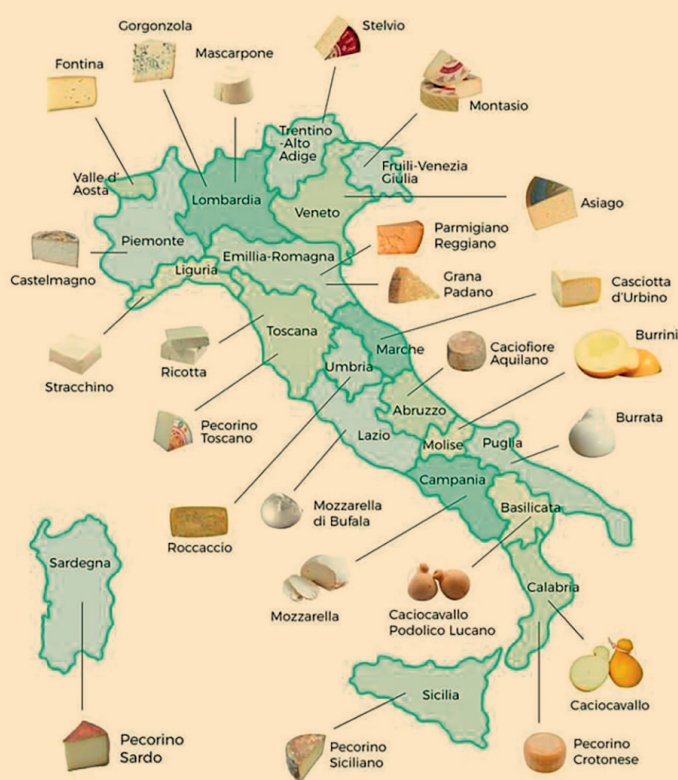 Gorgonzola
Stelvio
Mascarpone
Fontina
Montasio
Trentino
-Alto
Adige
Fruili-Venezia
Giulia
Valle d'
Aosta
Lombardia
Veneto
Asiago
Piemonte
Parmigiano
Reggiano
Emillia-Romagna
Castelmagno
Liguria
Grana
Padano
Casciotta
d'Urbino
Toscana
Marche
Caciofiore
Aquilano
Burrini
Stracchino
Ricotta
Umbria
Abruzzo
Burrata
Pecorino
Toscano
Lazio
Molise
Puglia
Campania
Mozzarella
di Bufala
Basilicata
Roccaccio
Sardegna
Calabria
Mozzarella
Caciocavallo
Podolico Lucano
Sicilia
Caciocavallo
Pecorino
Sardo
Pecorino
Siciliano
Pecorino
Crotonese